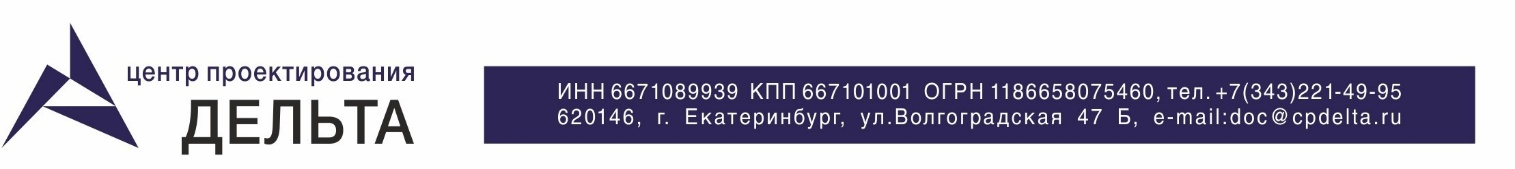 центр проектирования
ДЕЛЬТА
ИНН 6671089939 КПП 667101001 ОГРН 1186658075460, тел. +7(343)221-49-95
620146, г. Екатеринбург, ул.Волгоградская 47 Б, e-mail:doc@cpdelta.ru